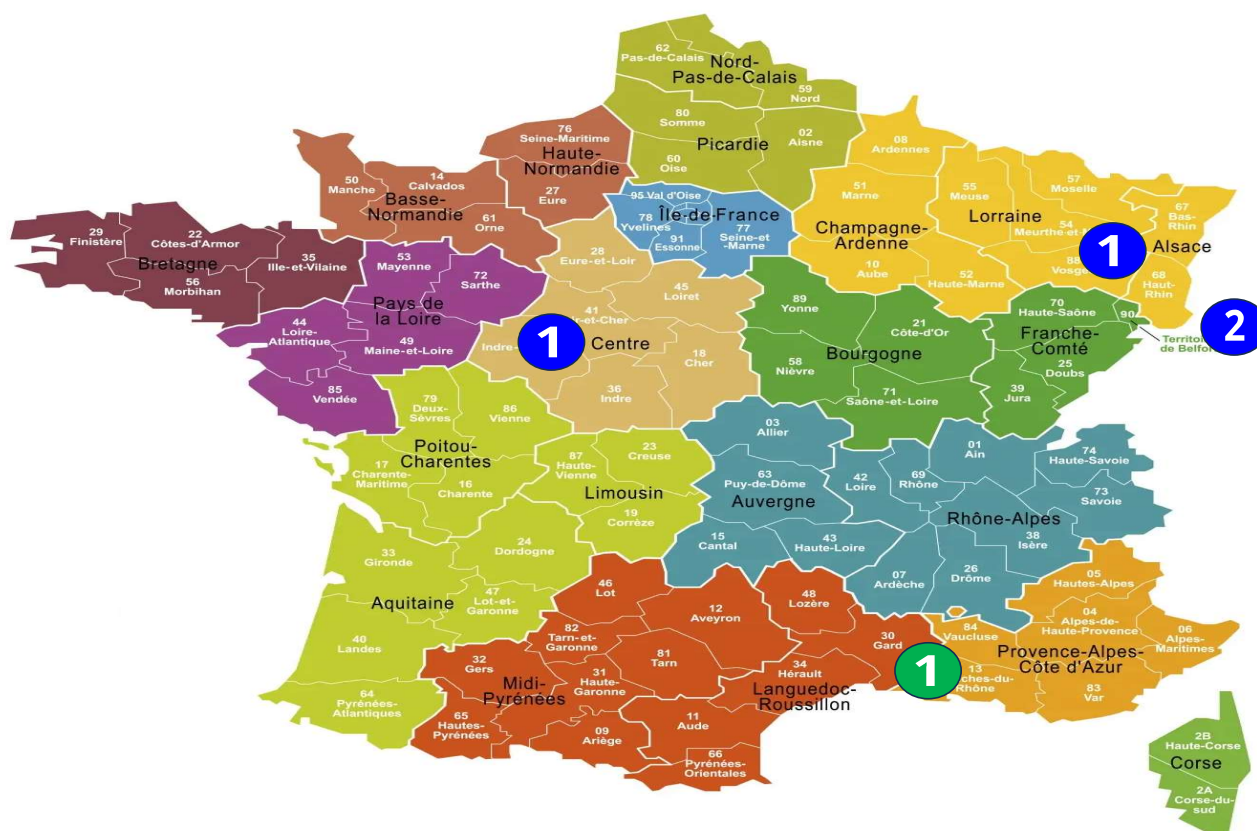 62
Pas-de-Calais
Nord-
Pas-de-Calais
59
Nord
80
Somme
02
Aisne
Picardie
60
Oise
76
Seine-Maritime
Haute-
Normandie
27
Eure
50
Manche
14
Calvados
Basse-
Normandie
61
Orne
08
Ardennes
51
Marne
Champagne-
Ardenne
10
Aube
52
Haute-Marne
55
Meuse
57
Moselle
Lorraine
54
Meurthe-et-M
88
Vosge
1
67
Bas-
Rhin
Alsace
68
Haut-
Rhin
95 Val d'Oise
Île-de-France
78
Yvelines
91
Essonne
77
Seine-et
-Marne
29
Finistère
22
Côtes-d'Armor
Bretagne
35
Ille-et-Vilaine
56
Morbihan
53
Mayenne
72
Sarthe
Pays de
la Loire
44
Loire-
Atlantique
49
Maine-et-Loire
85
Vendée
28
Eure-et-Loir
45
Loiret
41
ir-et-Cher
Indre-
1
Centre
18
Cher
36
Indre
89
Yonne
21
Côte-d'Or
Bourgogne
58
Nièvre
71
Saône-et-Loire
70
Haute-Saône
90
Franche-
Comté
Territoi
de Belfor
2
25
Doubs
39
Jura
79
Deux-
Sèvres
86
Vienne
Poitou-
Charentes
17
Charente-
Maritime
16
Charente
87
Haute-
Vienne
23
Creuse
Limousin
19
Corrèze
03
Allier
63
Puy-de-Dôme
Auvergne
15
Cantal
43
Haute-Loire
42
Loire
69
Rhône
01
Ain
74
Haute-Savoie
73
Savoie
Rhône-Alpes
38
Isère
07
Ardèche
26
Drôme
33
Gironde
24
Dordogne
Aquitaine
47
Lot-et-
Garonne
40
Landes
64
Pyrénées-
Atlantiques
46
Lot
12
Aveyron
82
Tarn-et-
Garonne
32
Gers
81
Tarn
31
Haute-
Garonne
Midi-
Pyrénées
65
Hautes-
Pyrénées
09
Ariège
48
Lozère
30
Gard
34
Hérault
Languedoc-
Roussillon
11
Aude
66
Pyrénées-
Orientales
1
05
Hautes-Alpes
04
Alpes-de-
Haute-Provence
06
Alpes-
Maritimes
84
Vaucluse
Provence-Alpes-
Côte d'Azur
13
ches-du-
Rhône
83
Var
2B
Haute-Corse
Corse
2A
Corse-du-
sud